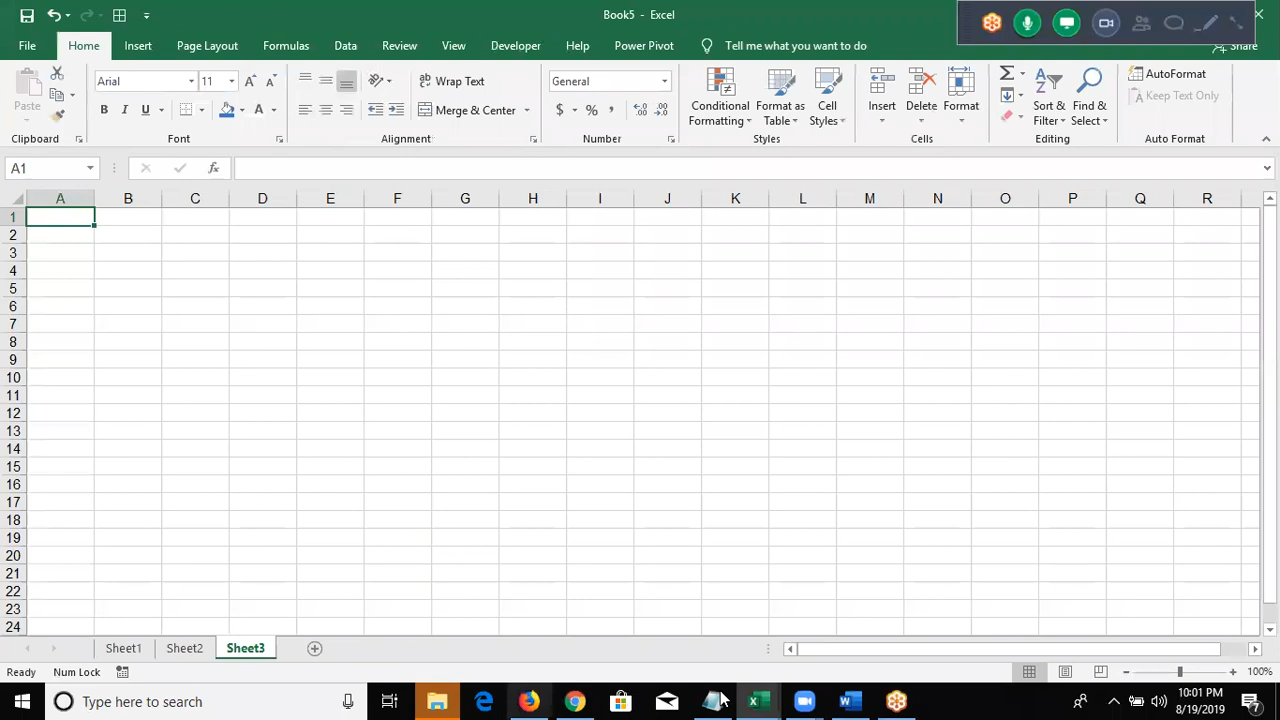 Book5 - Excel
File Home Insert Page Layout Formulas Data Review View Developer Help Power Pivot Tell me what you want to do Share
Paste
Arial 11
Wrap Text
General
AutoFormat
Keep Text Only
B I U A
Merge & Center
$ % ,
Conditional Formatting
Format as Table
Cell Styles
Insert
Delete
Format
Sort & Filter
Find & Select
Clipboard Font Alignment Number Styles Cells Editing Auto Format
A1 fx
A B C D E F G H I J K L M N O P Q R
1
2
3
4
5
6
7
8
9
10
11
12
13
14
15
16
17
18
19
20
21
22
23
24
Sheet1 Sheet2 Sheet3
Ready Num Lock 100%
Type here to search
10:01 PM
8/19/2019
7